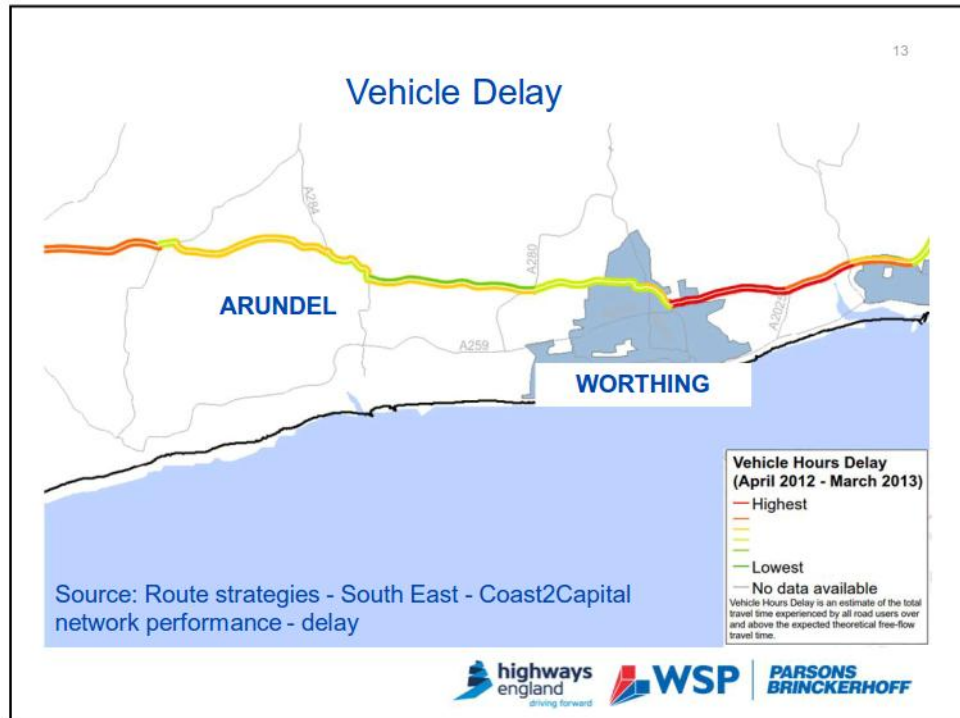 13
Vehicle Delay
A284
A280
ARUNDEL
A259
A2025
WORTHING
Vehicle Hours Delay
(April 2012 - March 2013)
Highest
Lowest
No data available
Vehicle Hours Delay is an estimate of the total
travel time experienced by all road users over
and above the expected theoretical free-flow
travel time.
Source: Route strategies - South East - Coast2Capital
network performance - delay
highways
england
driving forward
WSP
PARSONS
BRINCKERHOFF